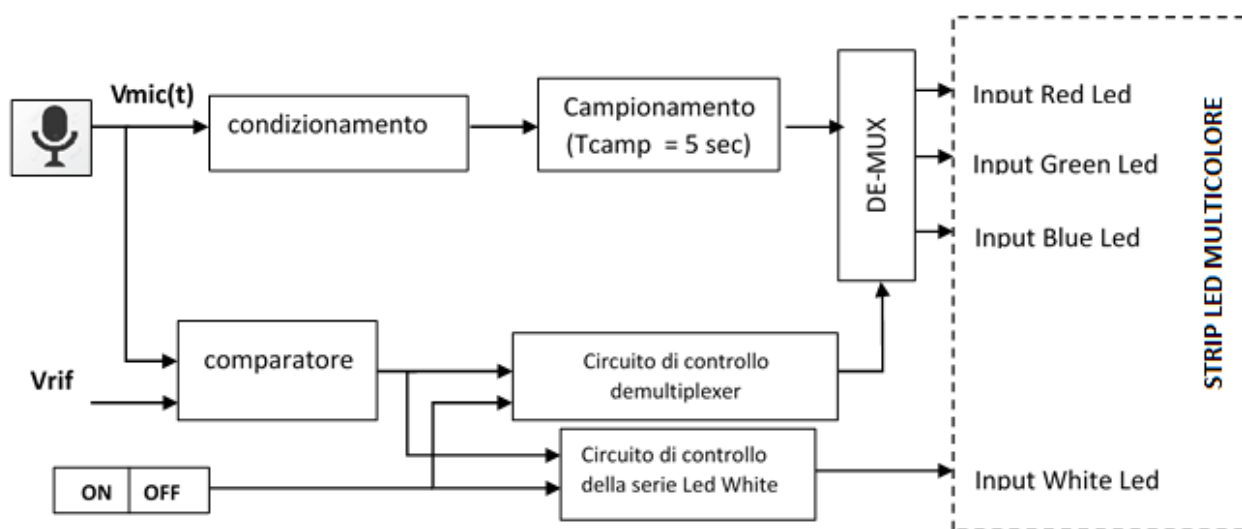 Vmic(t)
condizionamento
Campionamento
(Tcamp = 5 sec)
DE-MUX
Input Red Led
Input Green Led
Input Blue Led
STRIP LED MULTICOLORE
Vrif
comparatore
Circuito di controllo
demultiplexer
Circuito di controllo
della serie Led White
ON OFF
Input White Led